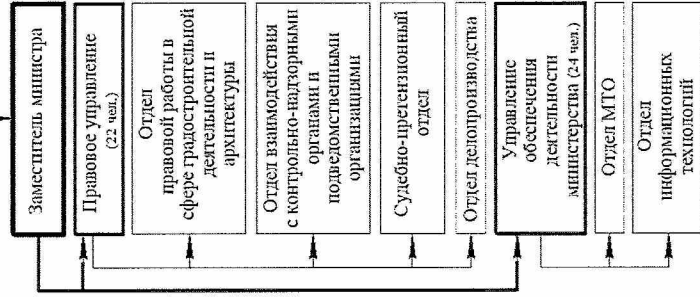 Заместитель министра
Правовое управление
(22 чел.)
Отдел
правовой работы в
сфере градостроительной
деятельности и
архитектуры
Отдел взаимодействия
с контрольно-надзорными
органами и
подведомственными
организациями
Судебно-претензионный
отдел
Отдел делопроизводства
Управление
обеспечения
деятельности
министерства (24 чел.)
Отдел МТО
Отдел
информационных
технологий